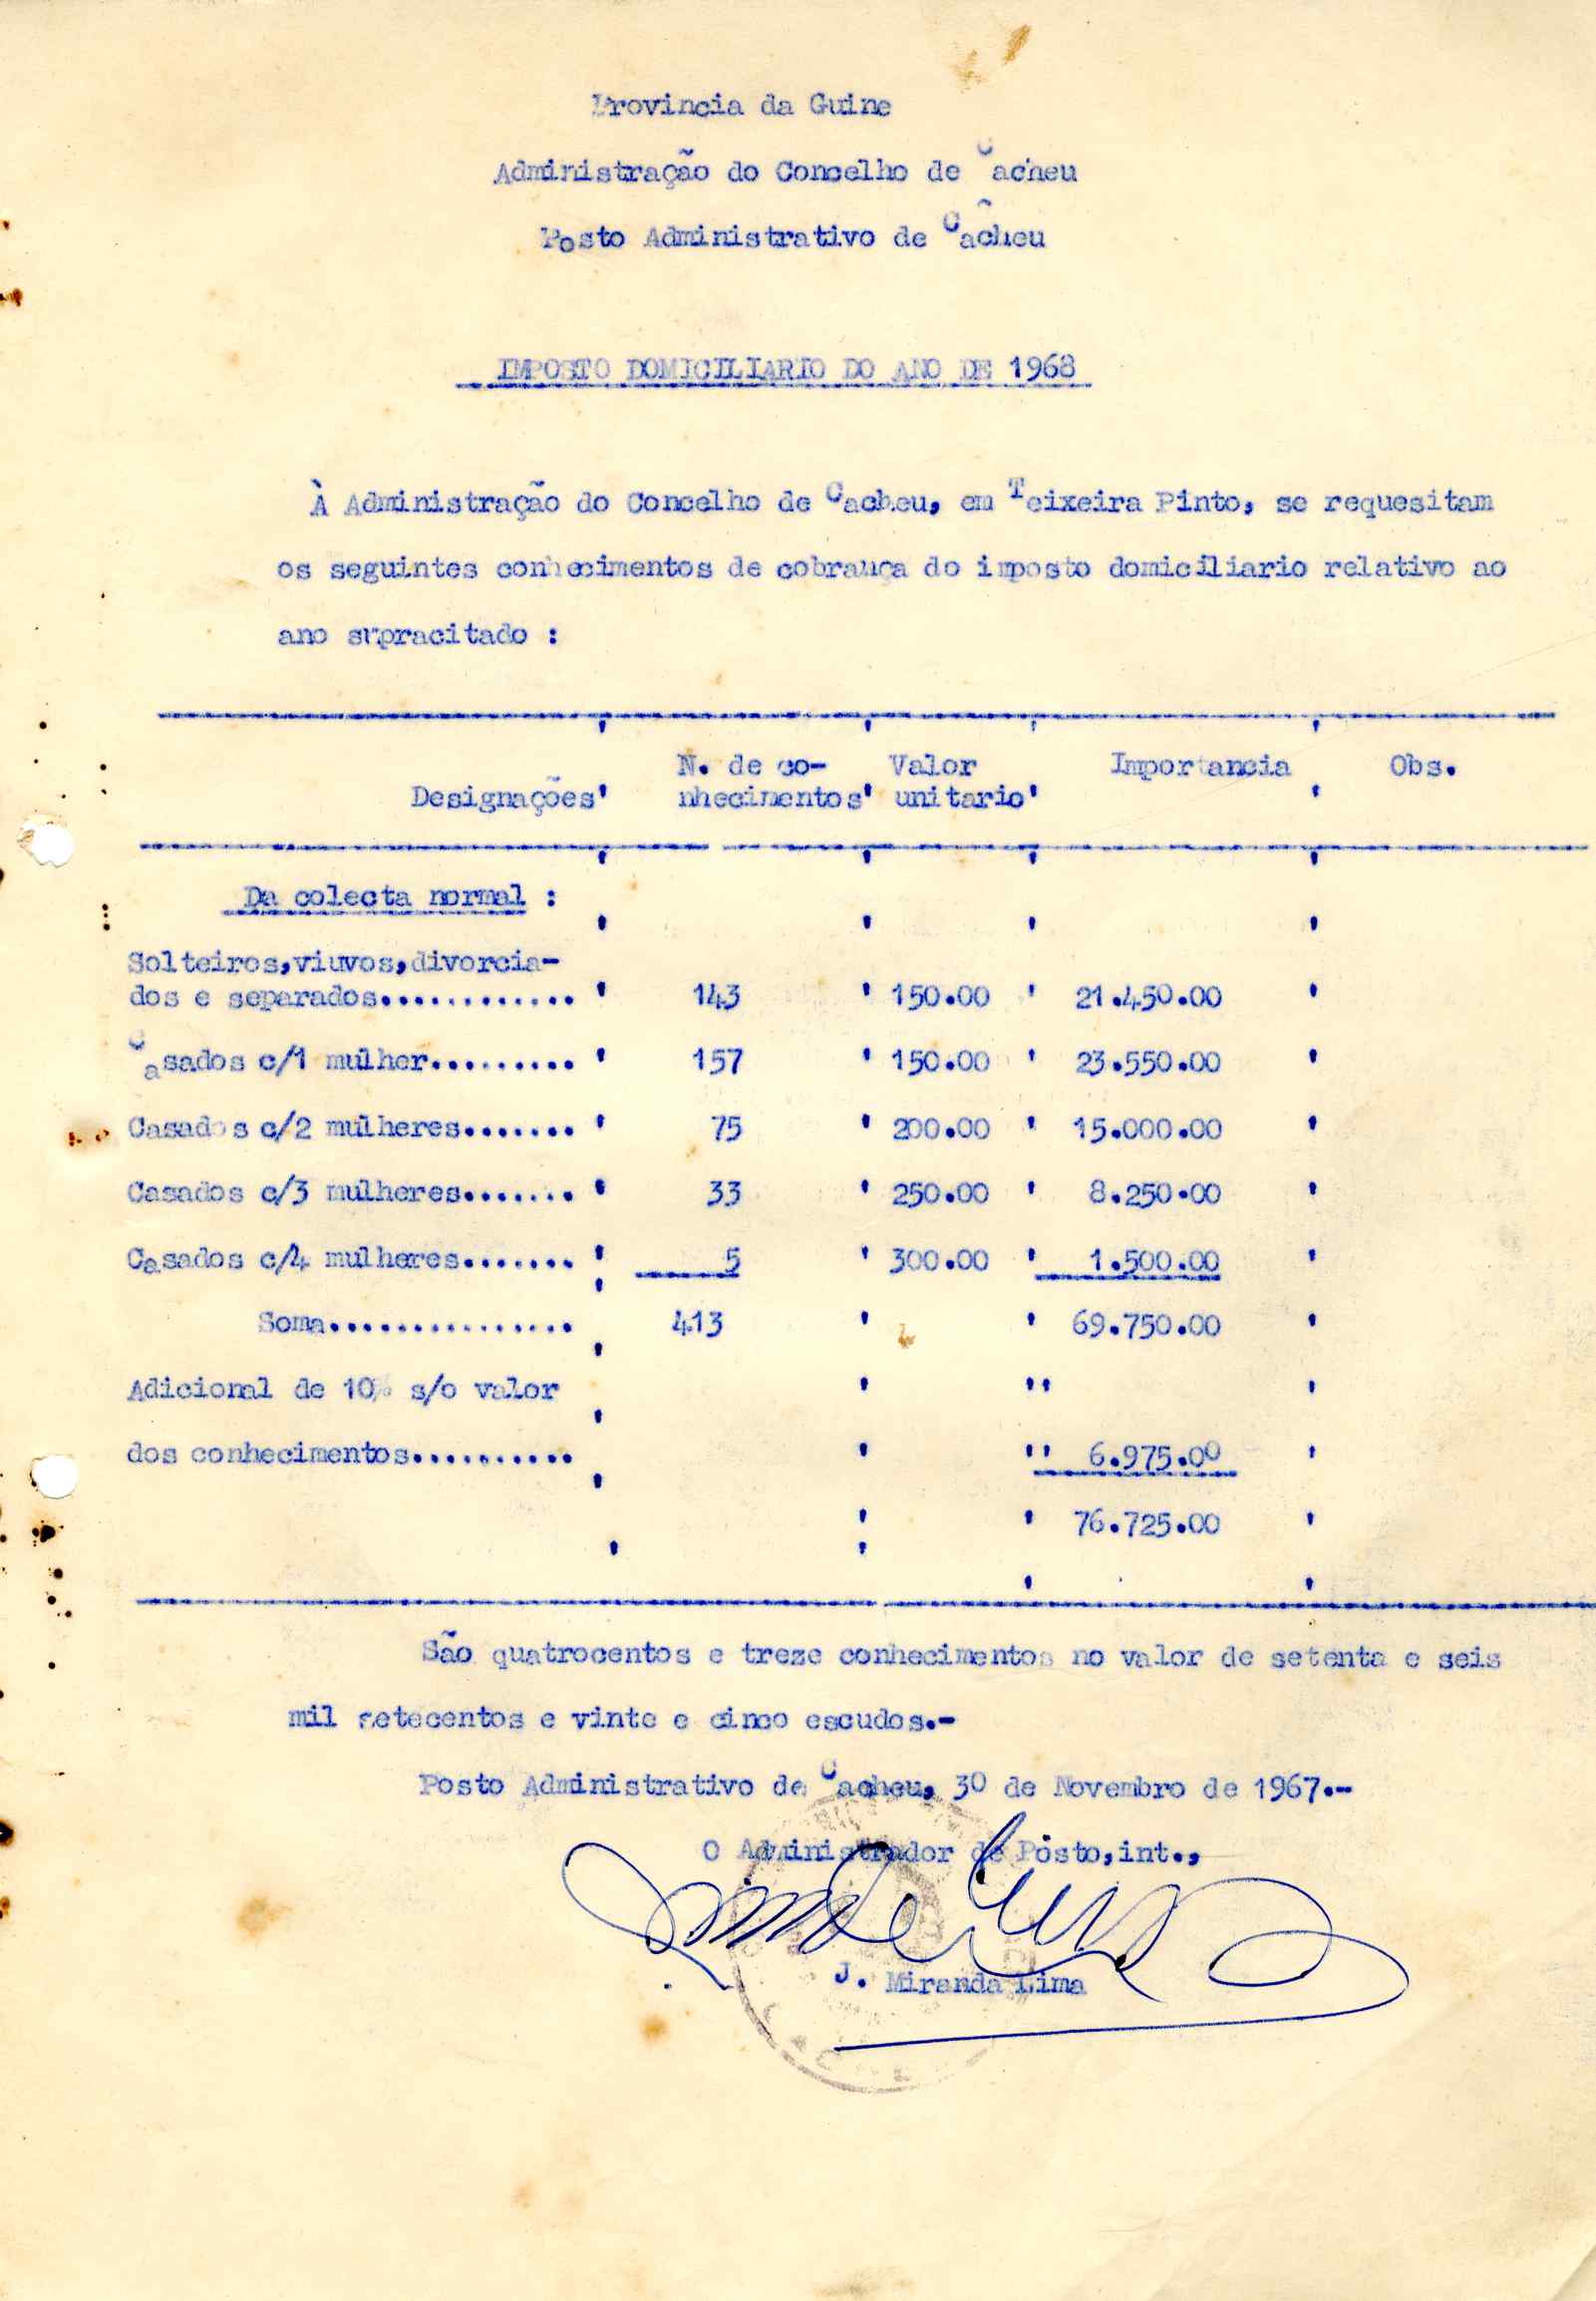 Provincia da Guine
Administração do Concelho de Cacheu
Posto Administrativo de Cacheu
IMPOSTO DOMICILIARIO DO ANO DE 1968
À Administração do Concelho de Cacheu, em Teixeira Pinto, se requesitam
os seguintes conhecimentos de cobrança do imposto domiciliario relativo ao
ano supracitado :
Designações' N. de co-nhecimentos' Valor unitario' Importancia ' Obs.
Da colecta normal :
Solteiros,viuvos,divorcia-
dos e separados............ ' 143 ' 150.00 ' 21.450.00 '
Casados c/1 mulher......... ' 157 ' 150.00 ' 23.550.00 '
Casados c/2 mulheres....... ' 75 ' 200.00 ' 15.000.00 '
Casados c/3 mulheres....... ' 33 ' 250.00 ' 8.250.00 '
Casados c/4 mulheres....... ' 5 ' 300.00 ' 1.500.00 '
Soma............... ' 413 ' ' 69.750.00 '
Adicional de 10% s/o valor
dos conhecimentos.......... ' ' '' 6.975.00 '
' ' 76.725.00 '
São quatrocentos e treze conhecimentos no valor de setenta e seis
mil setecentos e vinte e cinco escudos.-
Posto Administrativo de Cacheu, 30 de Novembro de 1967.-
O Administrador de Posto,int.,
J. Miranda Lima